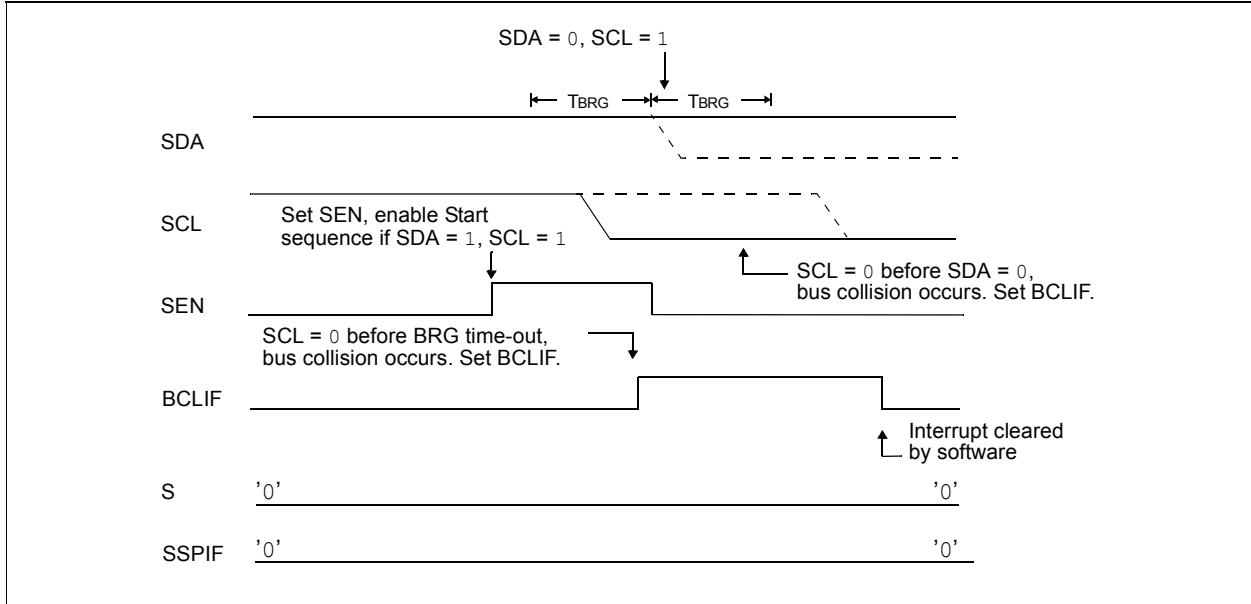 SDA = 0, SCL = 1
TBRG TBRG
SDA
SCL
Set SEN, enable Start
sequence if SDA = 1, SCL = 1
SCL = 0 before SDA = 0,
bus collision occurs. Set BCLIF.
SEN
SCL = 0 before BRG time-out,
bus collision occurs. Set BCLIF.
BCLIF
Interrupt cleared
by software
S '0' '0'
SSPIF '0' '0'